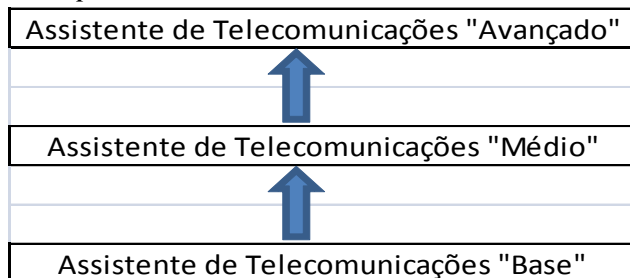 Assistente de Telecomunicações "Avançado"
Assistente de Telecomunicações "Médio"
Assistente de Telecomunicações "Base"